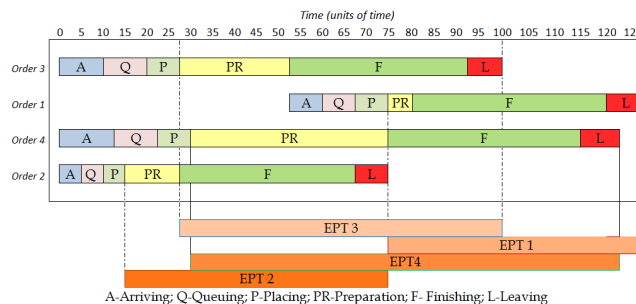 Time (units of time)
0 5 10 15 20 25 30 35 40 45 50 55 60 65 70 75 80 85 90 95 100 105 110 115 120 125
Order 3 A Q P PR F L
Order 1 A Q P PR F L
Order 4 A Q P PR F L
Order 2 A Q P PR F L
EPT 3
EPT 1
EPT4
EPT 2
A-Arriving; Q-Queuing; P-Placing; PR-Preparation; F- Finishing; L-Leaving